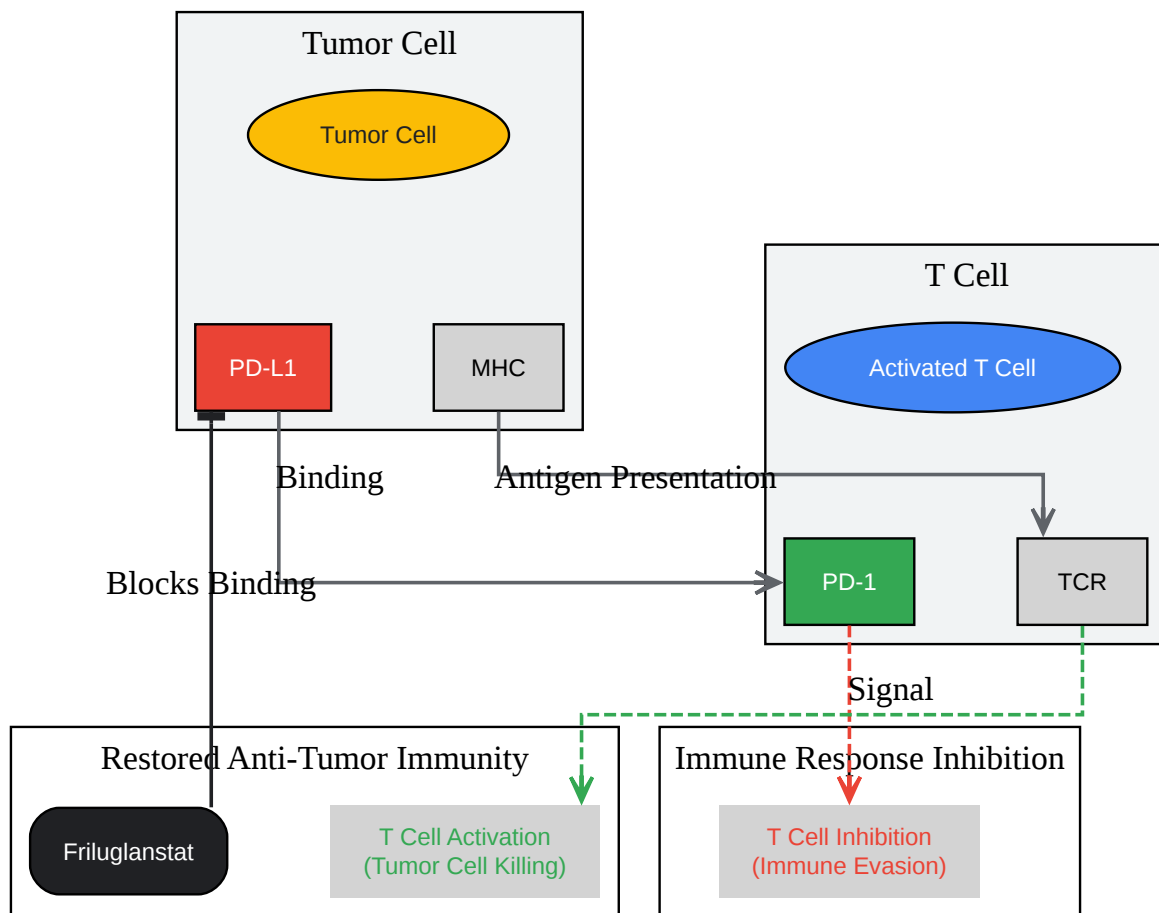 Tumor Cell
Tumor Cell
T Cell
PD-L1
MHC
Activated T Cell
Binding
Antigen Presentation
Blocks Binding
PD-1
TCR
Signal
Restored Anti-Tumor Immunity
Immune Response Inhibition
Friluglanstat
T Cell Activation
(Tumor Cell Killing)
T Cell Inhibition
(Immune Evasion)